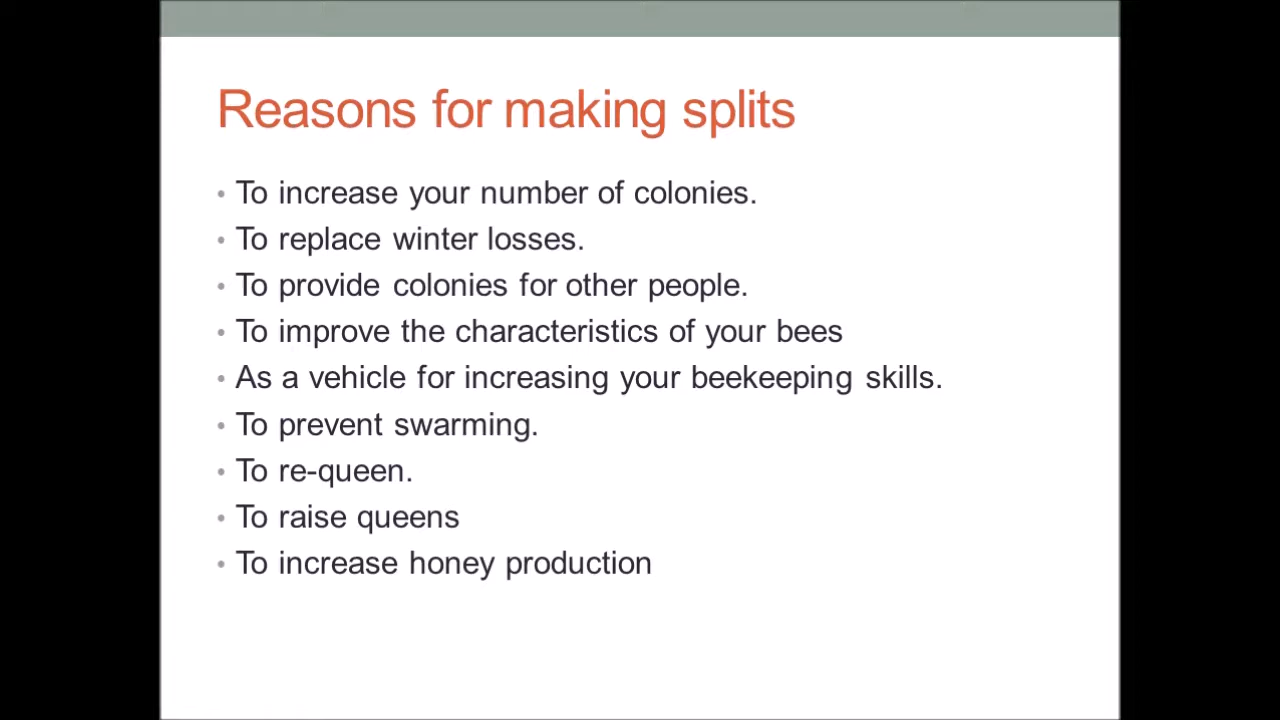 Reasons for making splits
• To increase your number of colonies.
• To replace winter losses.
• To provide colonies for other people.
• To improve the characteristics of your bees
• As a vehicle for increasing your beekeeping skills.
• To prevent swarming.
• To re-queen.
• To raise queens
• To increase honey production